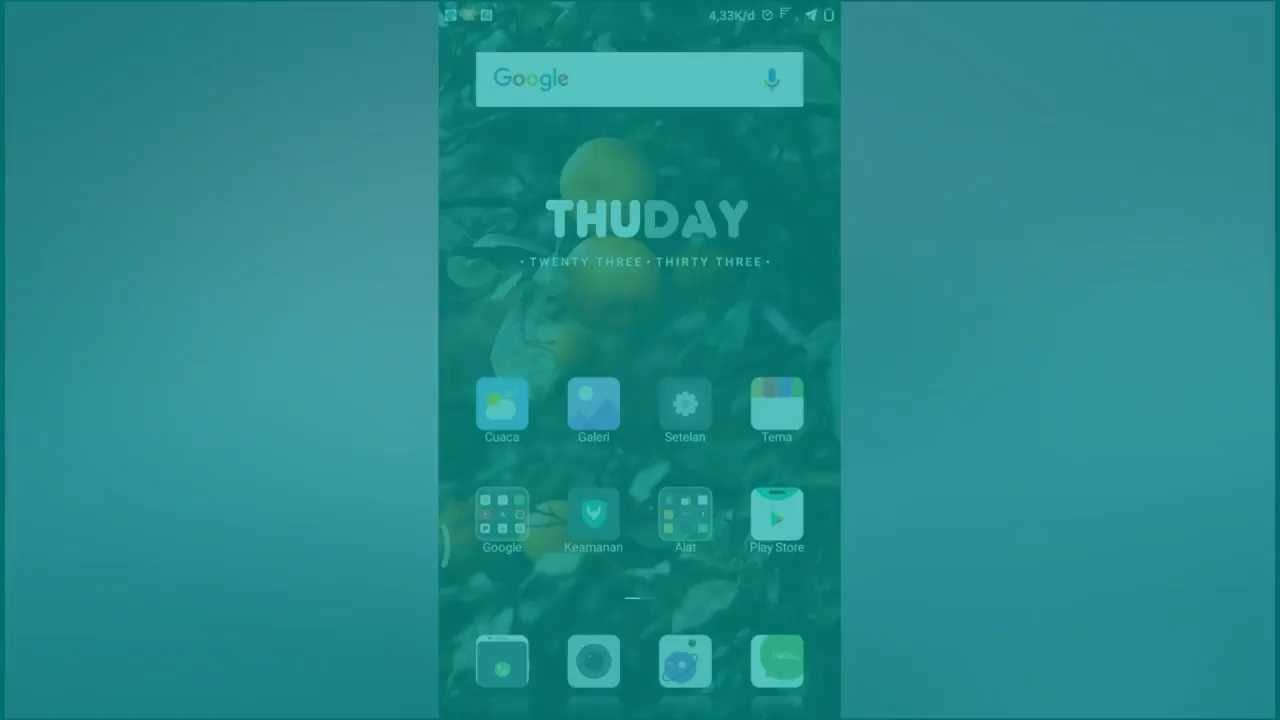 4,33K/d
Google
THUDAY
• TWENTY THREE • THIRTY THREE •
Cuaca Galeri Setelan Tema
Google Keamanan Alat Play Store